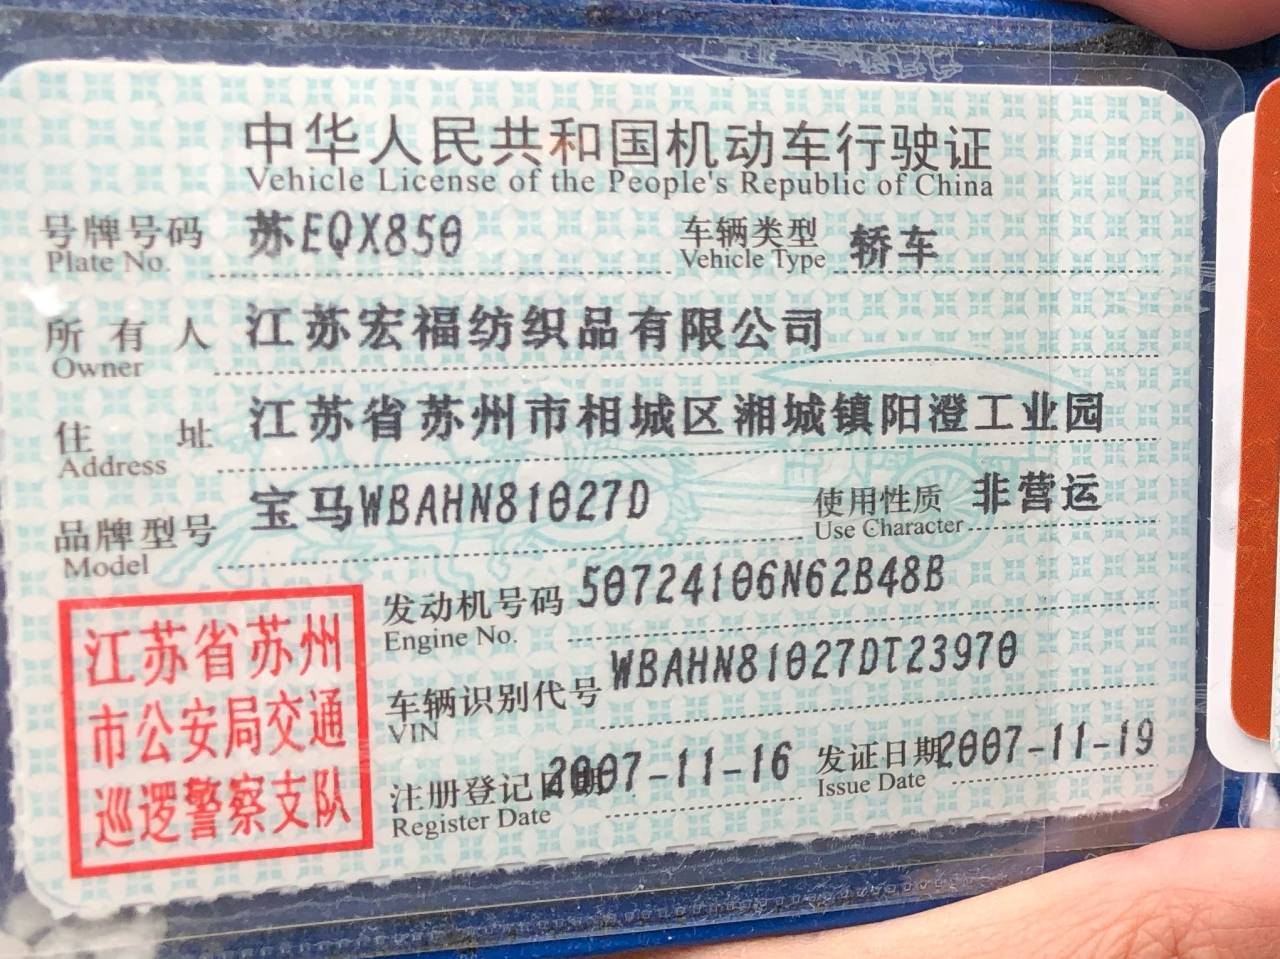 中华人民共和国机动车行驶证
Vehicle License of the People's Republic of China
号牌号码 苏EQX850 车辆类型 轿车
Plate No. Vehicle Type
所有人 江苏宏福纺织品有限公司
Owner
住址 江苏省苏州市相城区湘城镇阳澄工业园
Address
品牌型号 宝马WBAHN81027D 使用性质 非营运
Model Use Character
发动机号码 50724106N62B48B
Engine No.
车辆识别代号 WBAHN81027DT23970
VIN
注册登记日期 2007-11-16 发证日期 2007-11-19
Register Date Issue Date
江苏省苏州
市公安局交通
巡逻警察支队